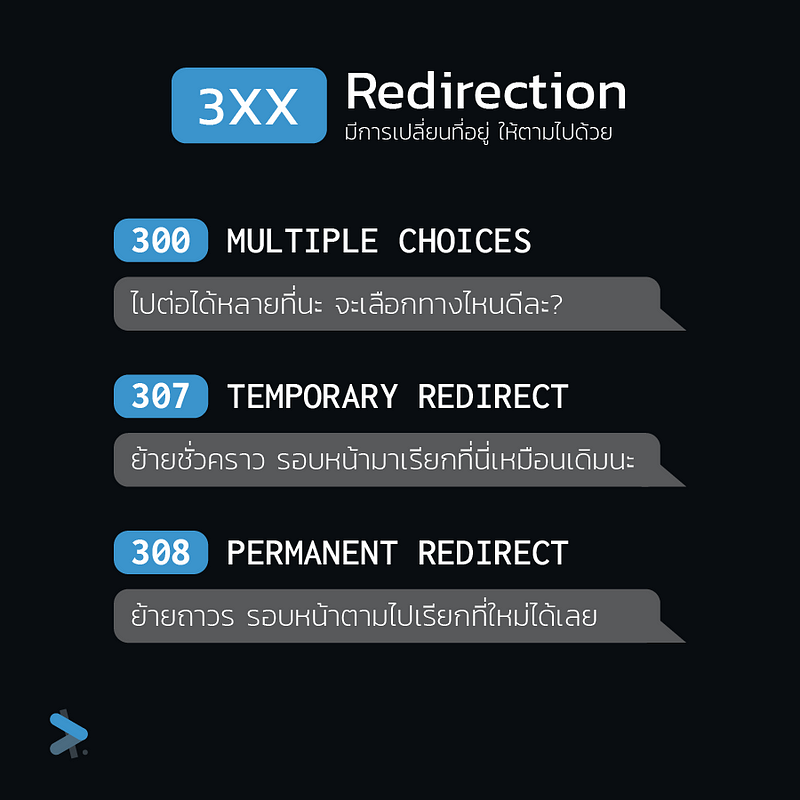 3XX
Redirection
มีการเปลี่ยนที่อยู่ ให้ตามไปด้วย
300 MULTIPLE CHOICES
ไปต่อได้หลายที่นะ จะเลือกทางไหนดีละ?
307 TEMPORARY REDIRECT
ย้ายชั่วคราว รอบหน้ามาเรียกที่นี่เหมือนเดิมนะ
308 PERMANENT REDIRECT
ย้ายถาวร รอบหน้าตามไปเรียกที่ใหม่ได้เลย